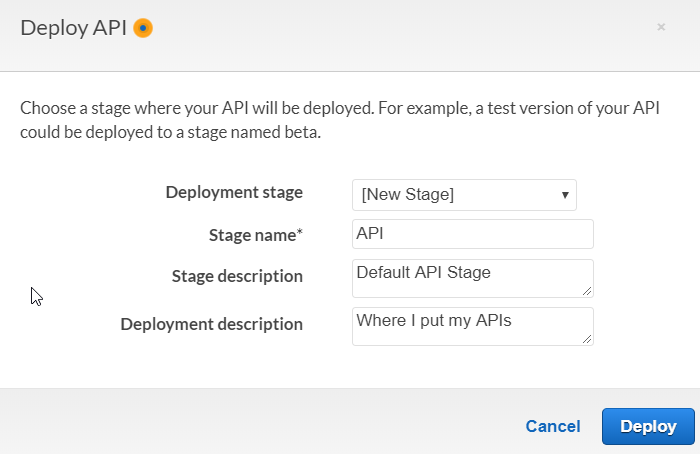 Deploy API
Choose a stage where your API will be deployed. For example, a test version of your API
could be deployed to a stage named beta.
Deployment stage [New Stage]
Stage name* API
Stage description Default API Stage
Deployment description Where I put my APIs
Cancel Deploy